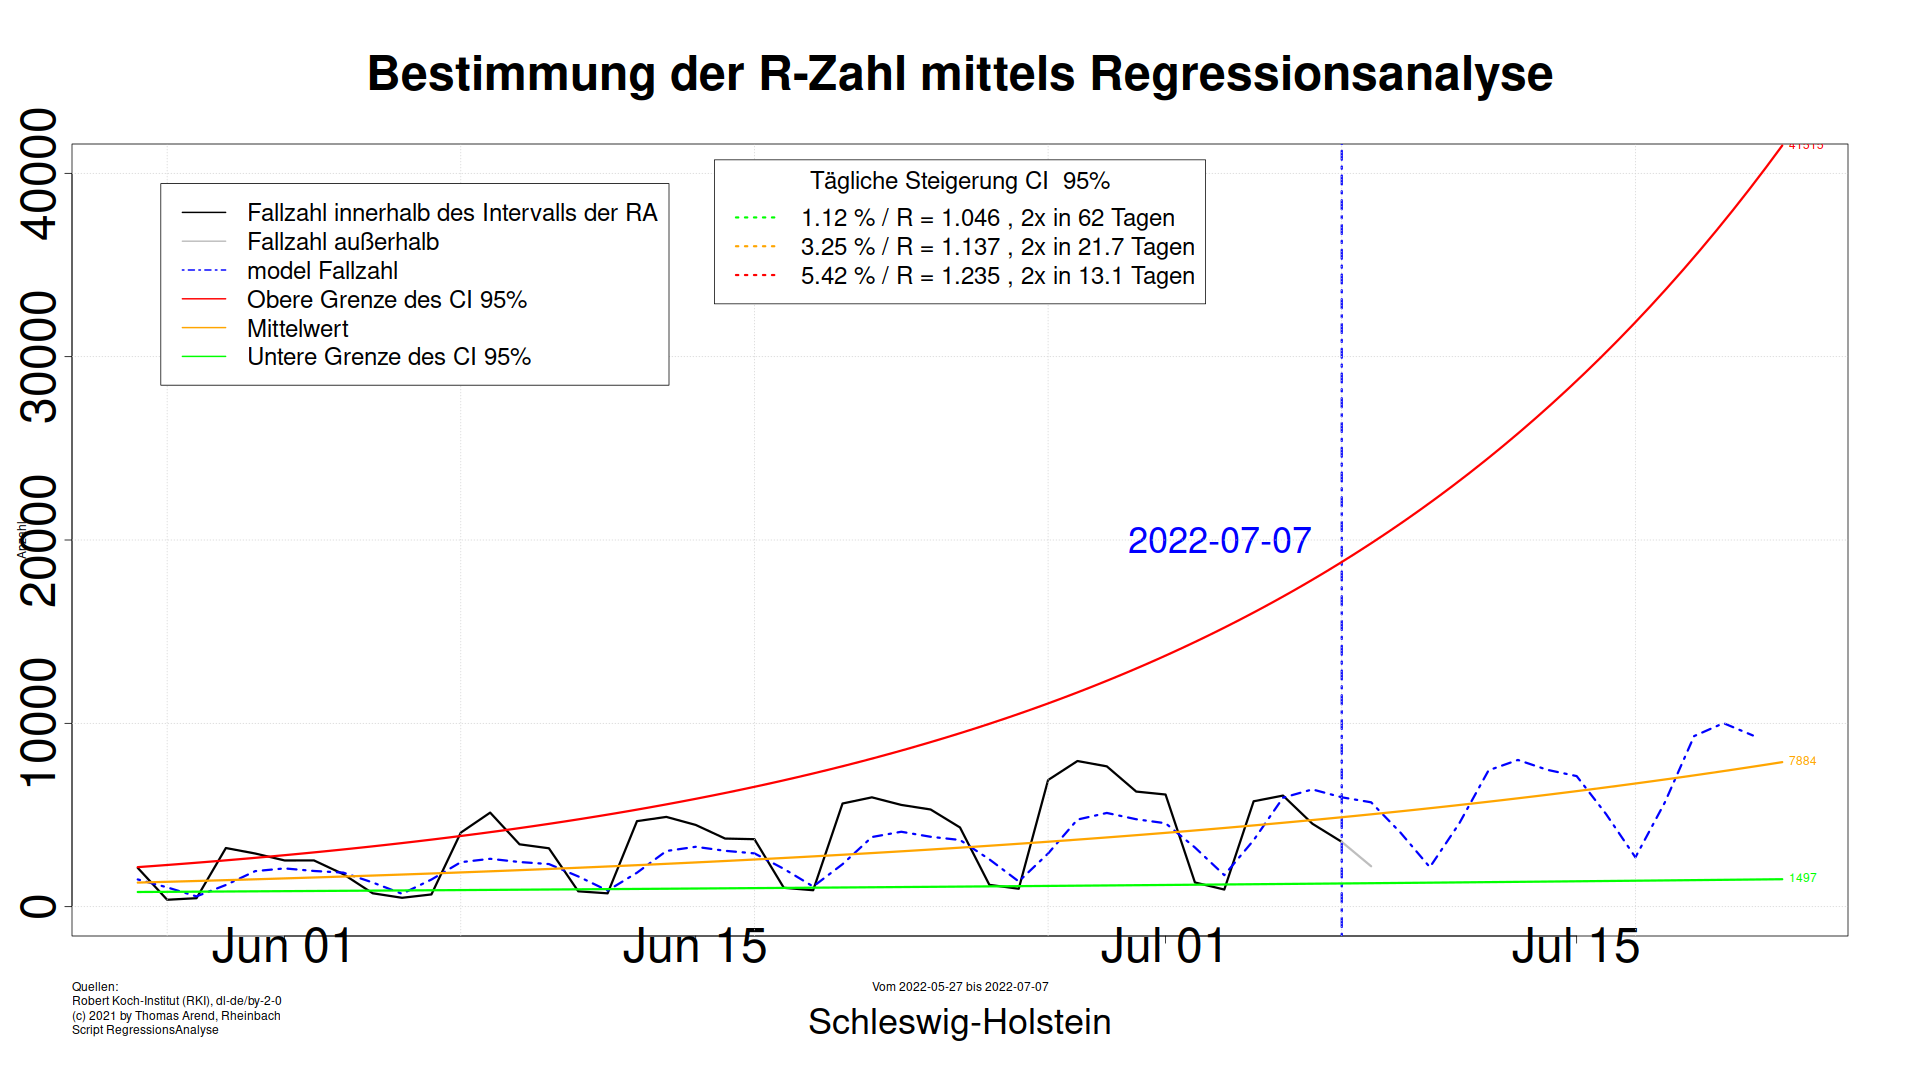 Bestimmung der R-Zahl mittels Regressionsanalyse
40000
30000
20000
10000
0
Anzahl
Fallzahl innerhalb des Intervalls der RA
Fallzahl außerhalb
model Fallzahl
Obere Grenze des CI 95%
Mittelwert
Untere Grenze des CI 95%
Tägliche Steigerung CI 95%
1.12 % / R = 1.046 , 2x in 62 Tagen
3.25 % / R = 1.137 , 2x in 21.7 Tagen
5.42 % / R = 1.235 , 2x in 13.1 Tagen
2022-07-07
7884
1497
Jun 01
Jun 15
Jul 01
Jul 15
Quellen:
Robert Koch-Institut (RKI), dl-de/by-2-0
(c) 2021 by Thomas Arend, Rheinbach
Script RegressionsAnalyse
Vom 2022-05-27 bis 2022-07-07
Schleswig-Holstein